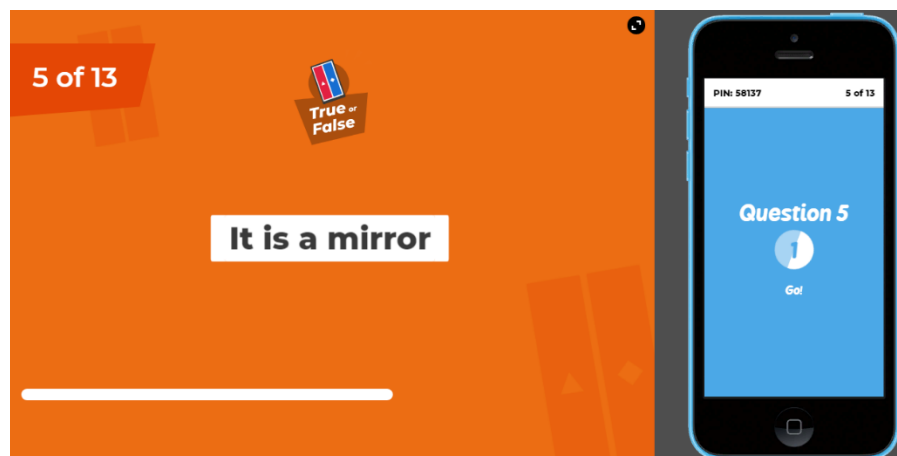 5 of 13
True or
False
It is a mirror
PIN: 58137 5 of 13
Question 5
1
Go!